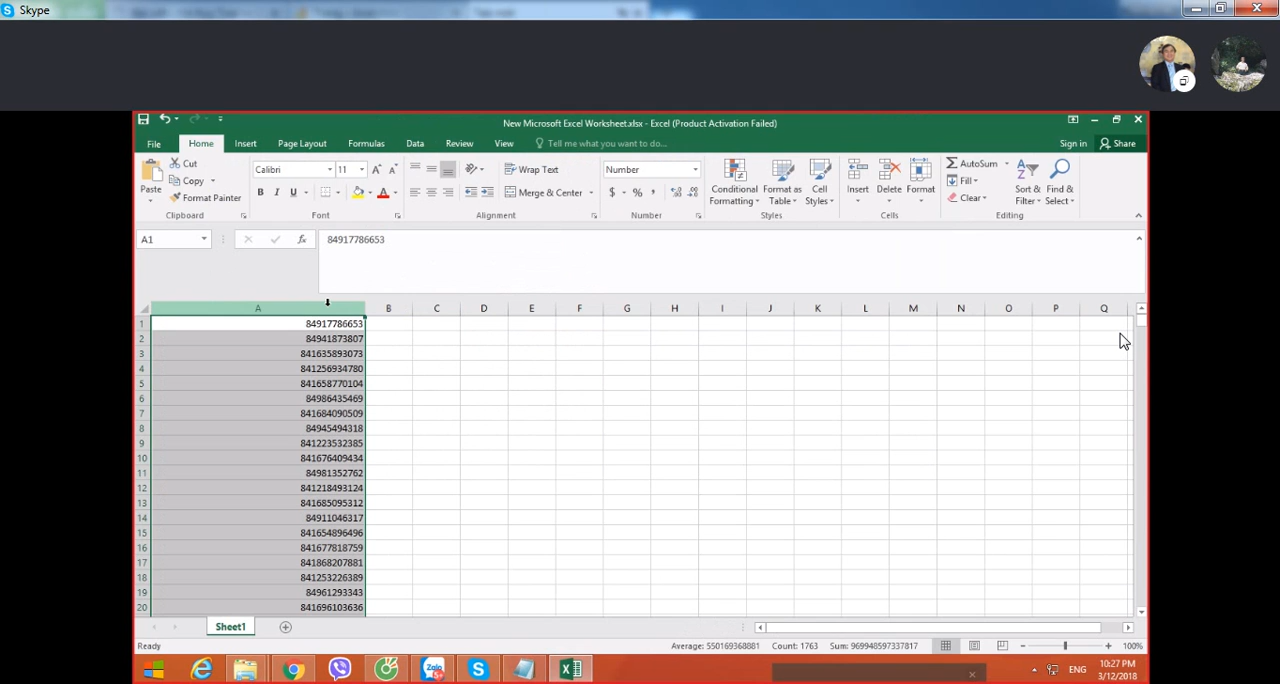 Skype
New Microsoft Excel Worksheet.xlsx - Excel (Product Activation Failed)
File Home Insert Page Layout Formulas Data Review View Tell me what you want to do... Sign in Share
Paste
Cut
Copy
Format Painter
Clipboard
Calibri 11
B I U
Font
Wrap Text
Merge & Center
Alignment
Number
$ % ,
Number
Conditional Formatting
Format as Table
Cell Styles
Styles
Insert
Delete
Format
Cells
AutoSum
Fill
Clear
Sort & Filter
Find & Select
Editing
A1 fx 84917786653
A B C D E F G H I J K L M N O P Q
1 84917786653
2 84941873807
3 841635893073
4 841256934780
5 841658770104
6 84986435469
7 841684090509
8 84945494318
9 841223532385
10 841676409434
11 84981352762
12 841218493124
13 841685095312
14 84911046317
15 841654896496
16 841677818759
17 841868207881
18 841253226389
19 84961293343
20 841696103636
Sheet1
Ready Average: 550169368881 Count: 1763 Sum: 969948597337817 100%
Zalo
ENG
10:27 PM
3/12/2018